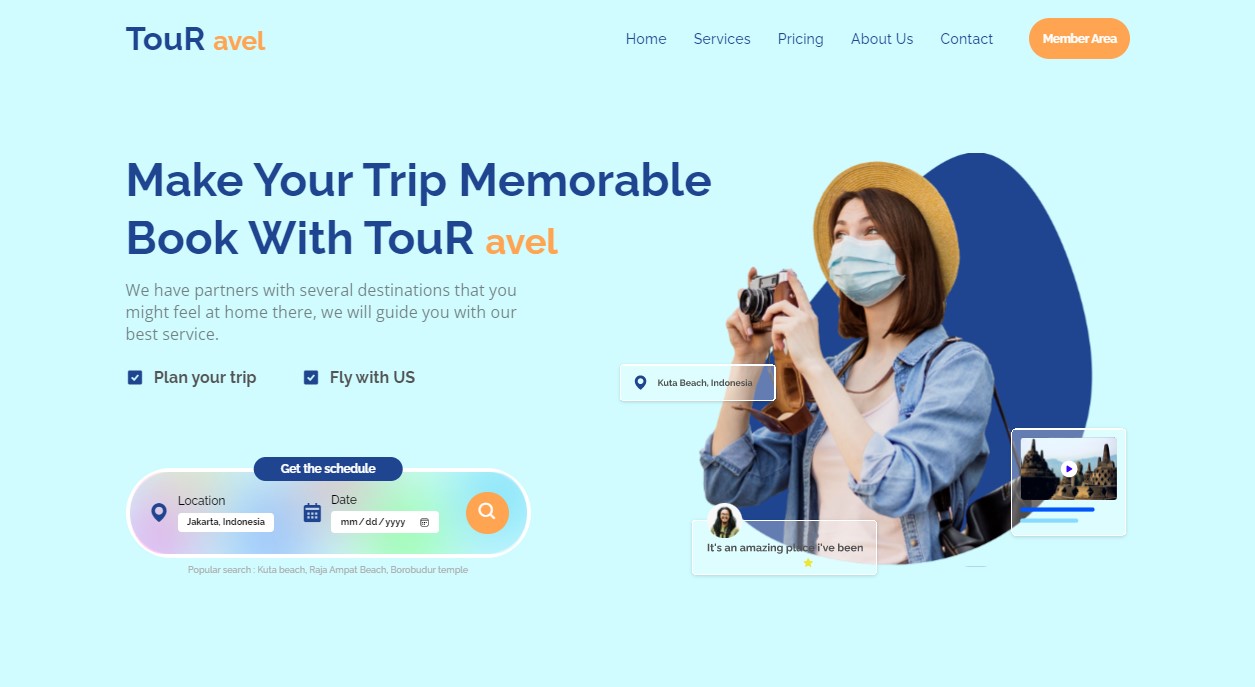 TouR avel
Home Services Pricing About Us Contact Member Area
Make Your Trip Memorable
Book With TouR avel
We have partners with several destinations that you
might feel at home there, we will guide you with our
best service.
Plan your trip Fly with US
Kuta Beach, Indonesia
Get the schedule
Location Date
Jakarta, Indonesia mm/dd/yyyy
Popular search : Kuta beach, Raja Ampat Beach, Borobudur temple
It's an amazing place i've been